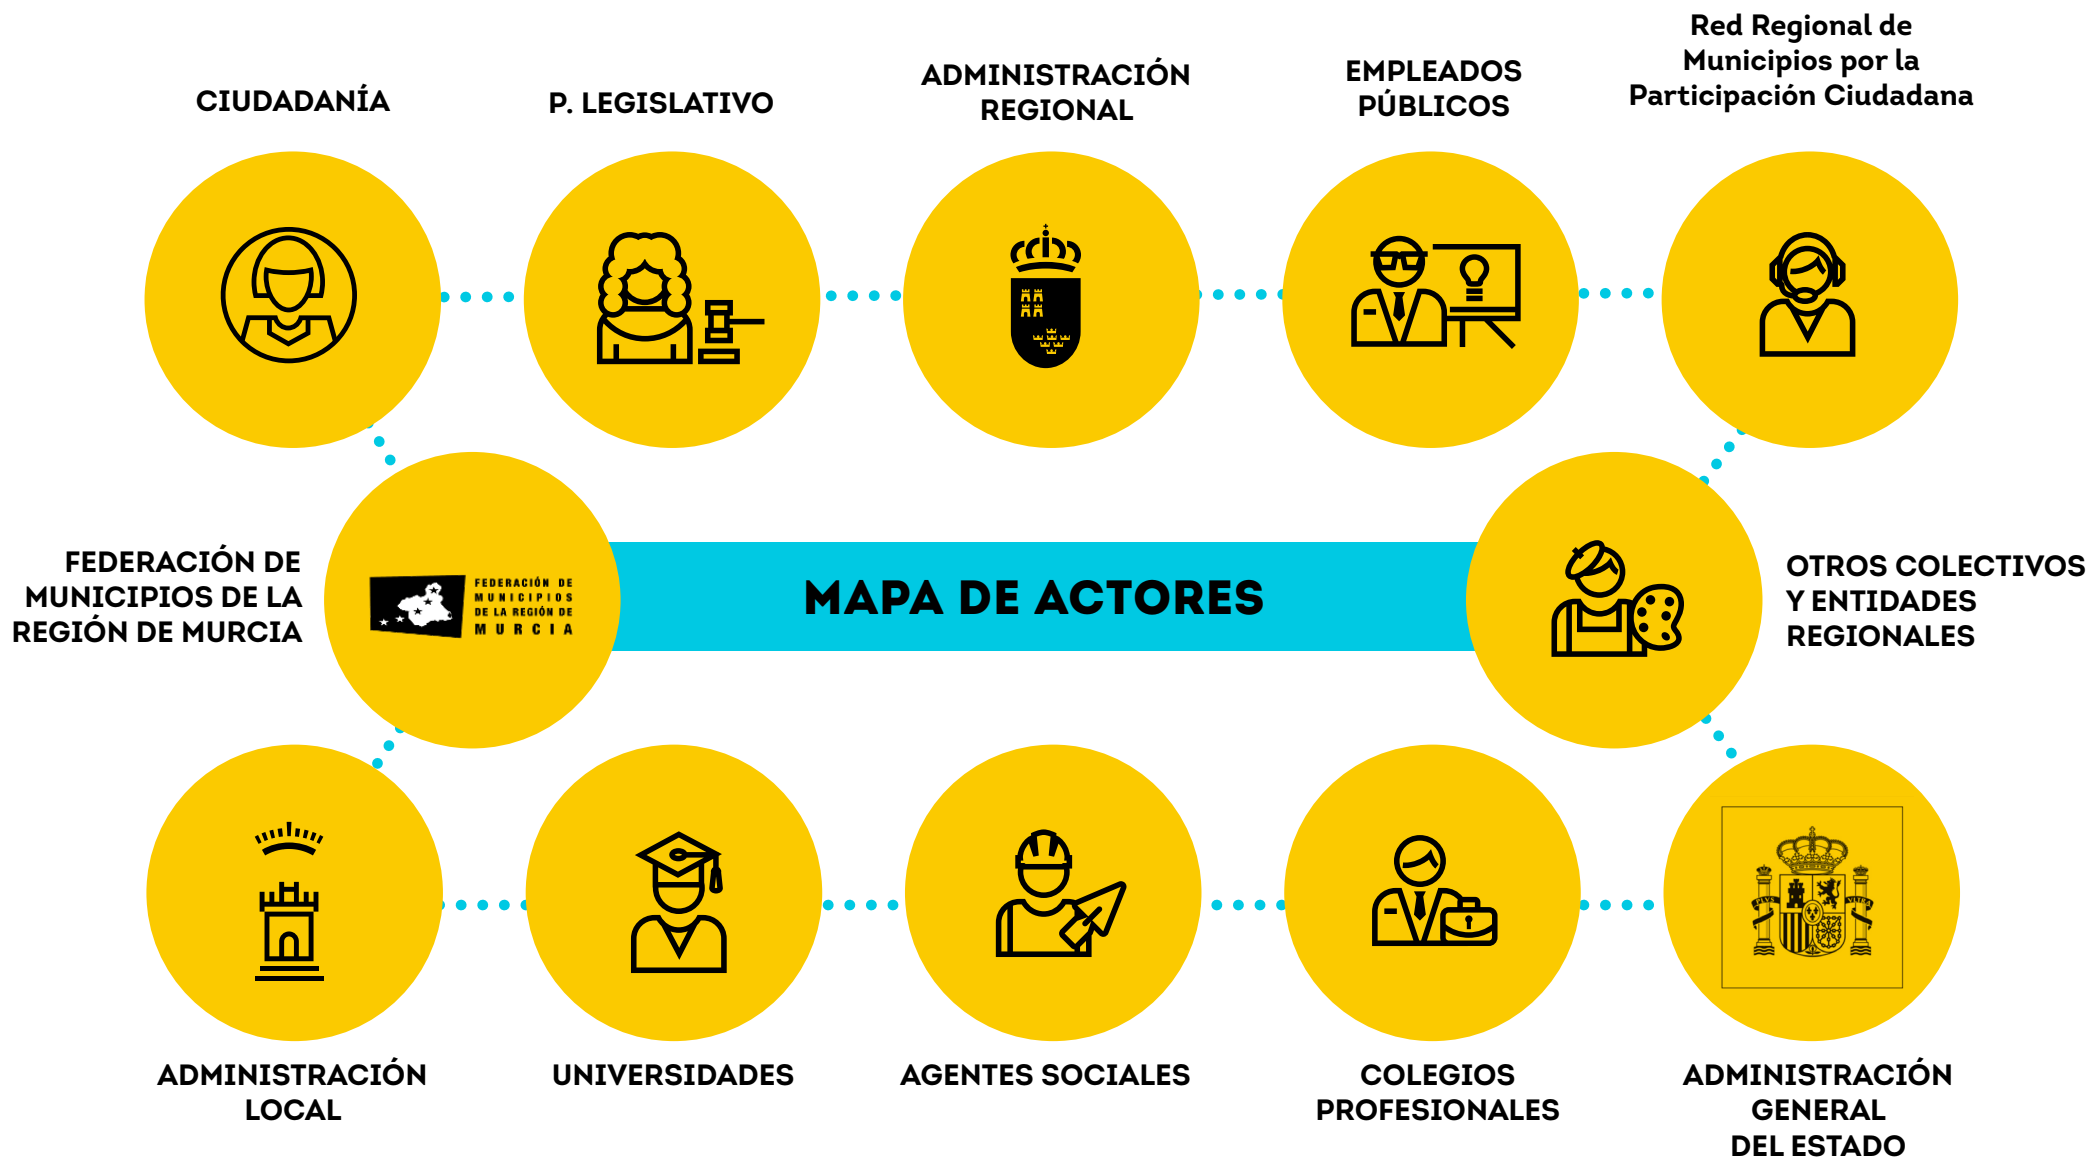 CIUDADANÍA
P. LEGISLATIVO
ADMINISTRACIÓN
REGIONAL
EMPLEADOS
PÚBLICOS
Red Regional de
Municipios por la
Participación Ciudadana
FEDERACIÓN DE
MUNICIPIOS DE LA
REGIÓN DE MURCIA
FEDERACIÓN DE
MUNICIPIOS
DE LA REGIÓN DE
MURCIA
MAPA DE ACTORES
OTROS COLECTIVOS
Y ENTIDADES
REGIONALES
PLVS VLTRA
ADMINISTRACIÓN
LOCAL
UNIVERSIDADES
AGENTES SOCIALES
COLEGIOS
PROFESIONALES
ADMINISTRACIÓN
GENERAL
DEL ESTADO